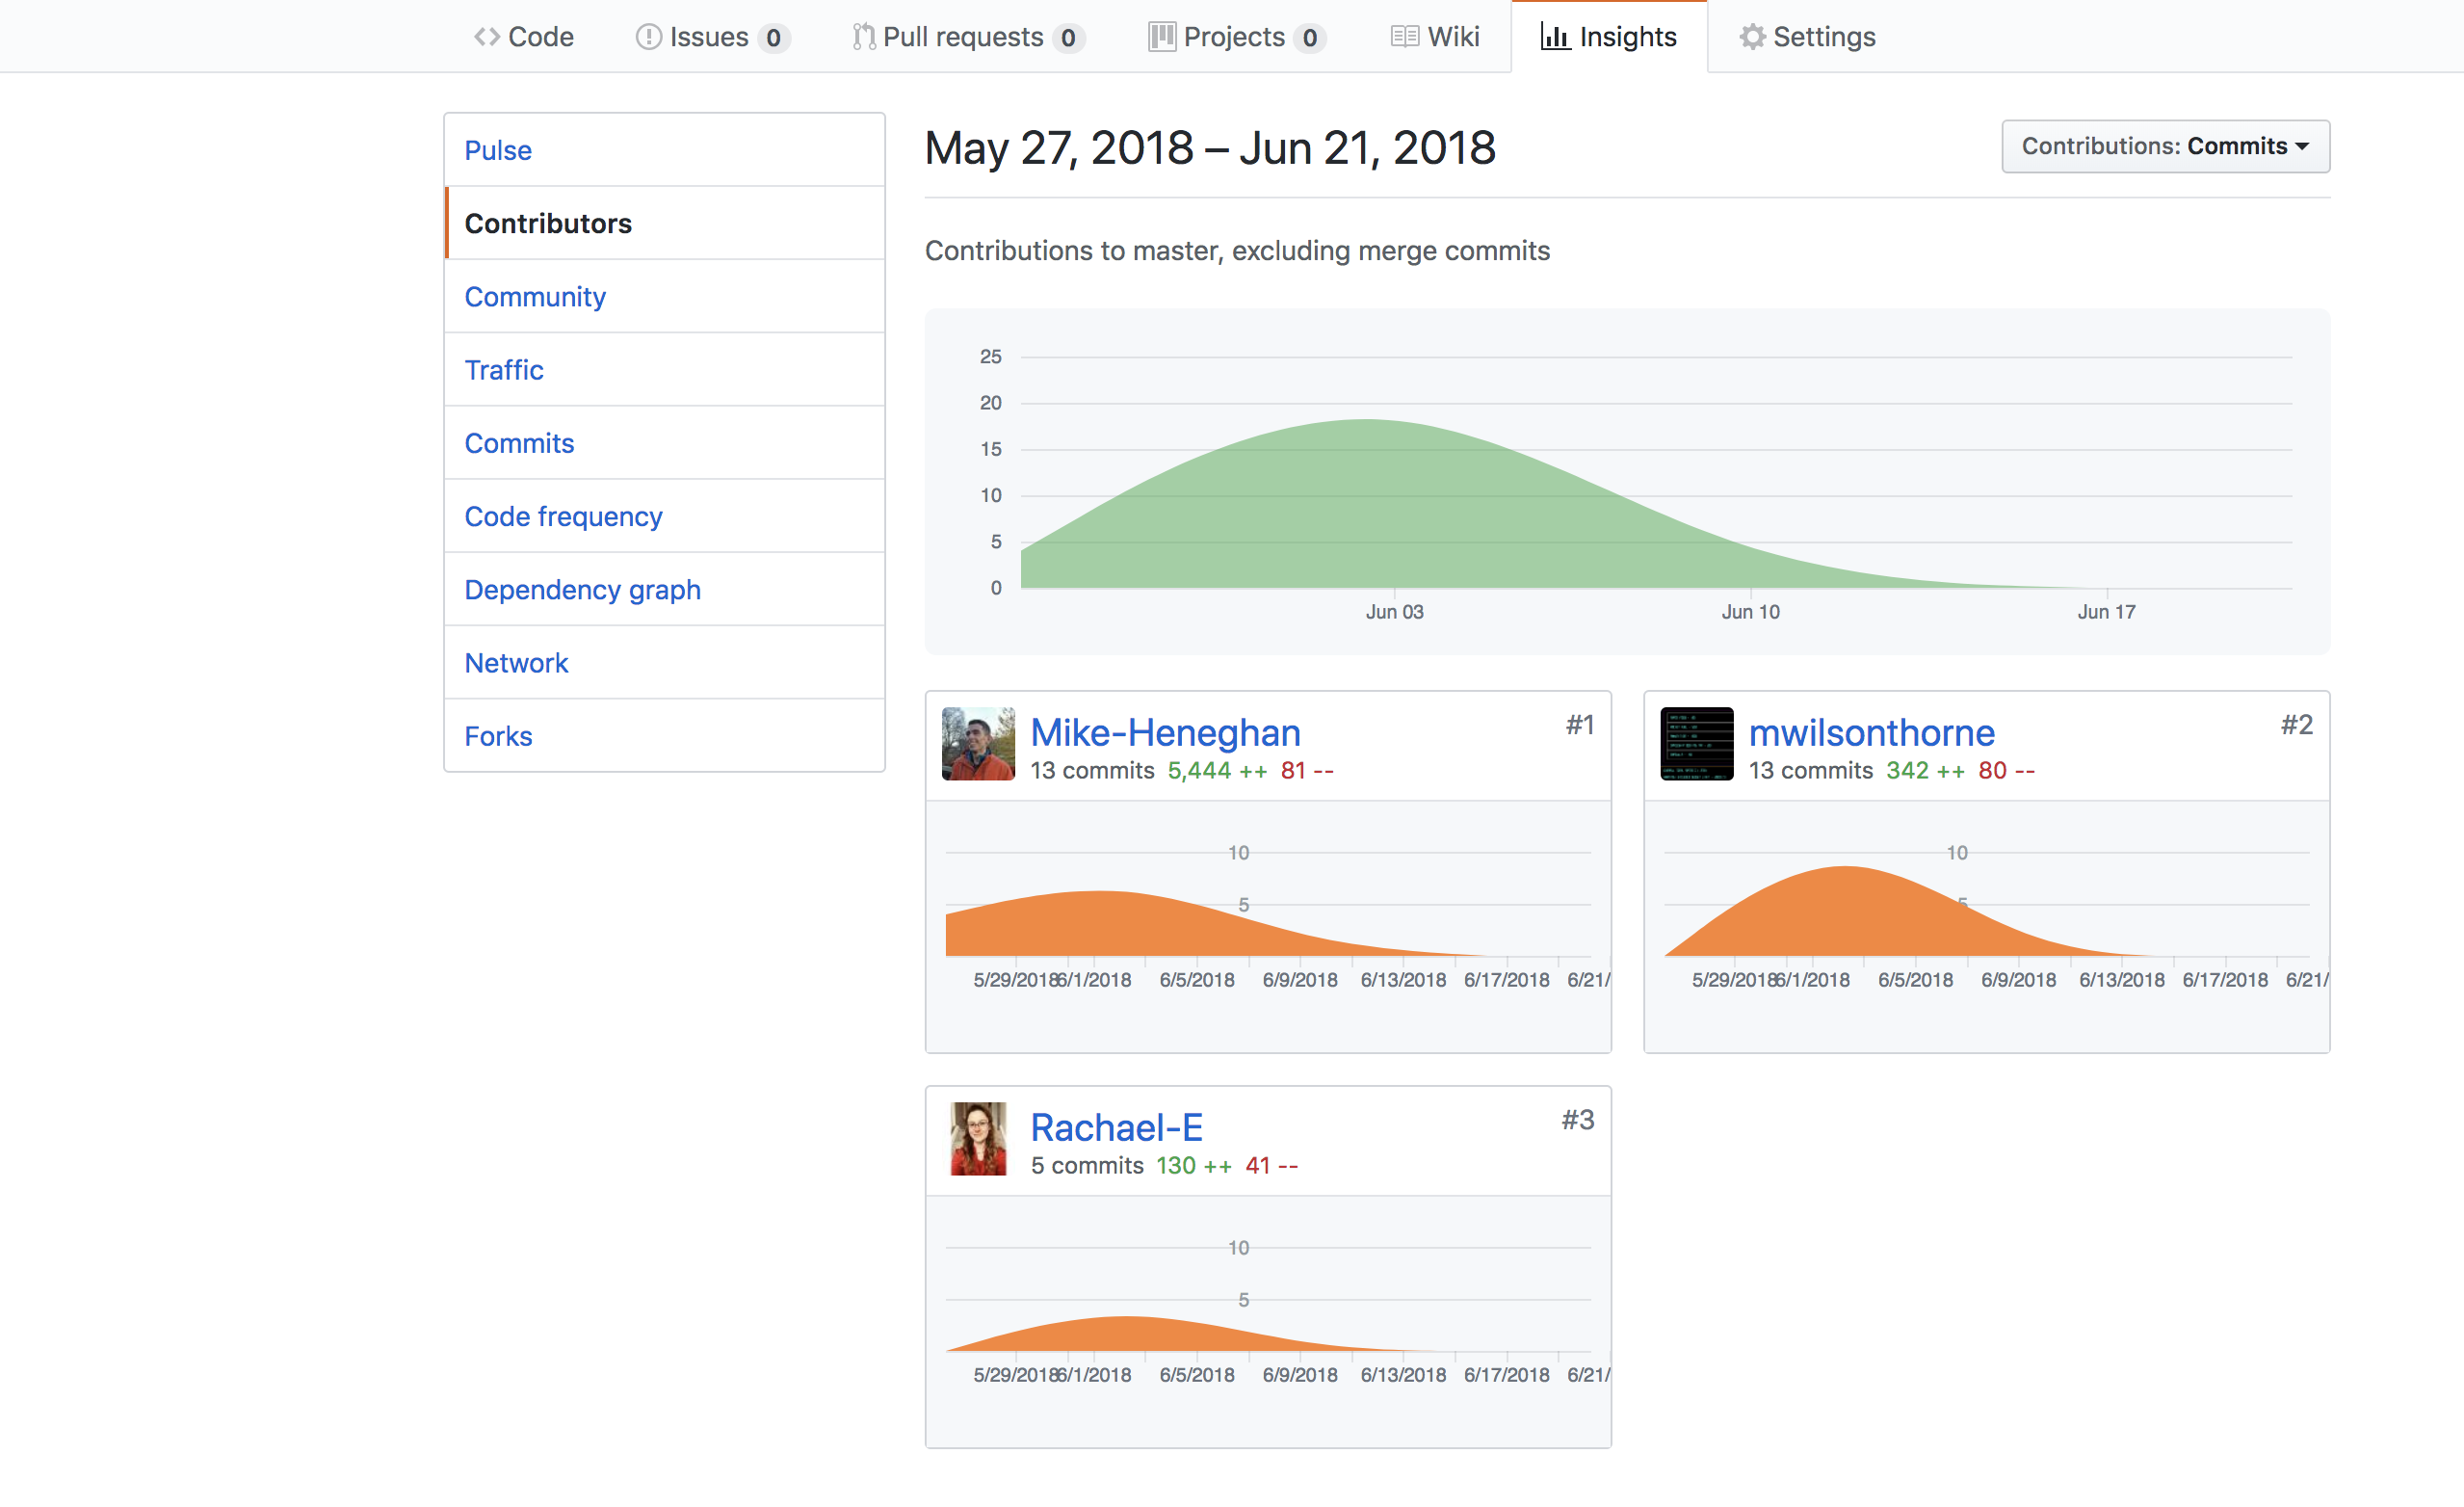 Code Issues 0 Pull requests 0 Projects 0 Wiki Insights Settings
Pulse
Contributors
Community
Traffic
Commits
Code frequency
Dependency graph
Network
Forks
May 27, 2018 – Jun 21, 2018
Contributions: Commits
Contributions to master, excluding merge commits
25
20
15
10
5
0
Jun 03 Jun 10 Jun 17
Mike-Heneghan #1
13 commits 5,444 ++ 81 --
10
5
5/29/2018 6/1/2018 6/5/2018 6/9/2018 6/13/2018 6/17/2018 6/21/
mwilsonthorne #2
13 commits 342 ++ 80 --
10
5
5/29/2018 6/1/2018 6/5/2018 6/9/2018 6/13/2018 6/17/2018 6/21/
Rachael-E #3
5 commits 130 ++ 41 --
10
5
5/29/2018 6/1/2018 6/5/2018 6/9/2018 6/13/2018 6/17/2018 6/21/